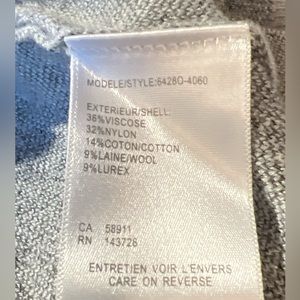 MODELE/STYLE:6428O-4060
EXTERIEUR/SHELL:
36%VISCOSE
32%NYLON
14%COTON/COTTON
9%LAINE/WOOL
9%LUREX
CA 58911
RN 143728
ENTRETIEN VOIR L'ENVERS
CARE ON REVERSE